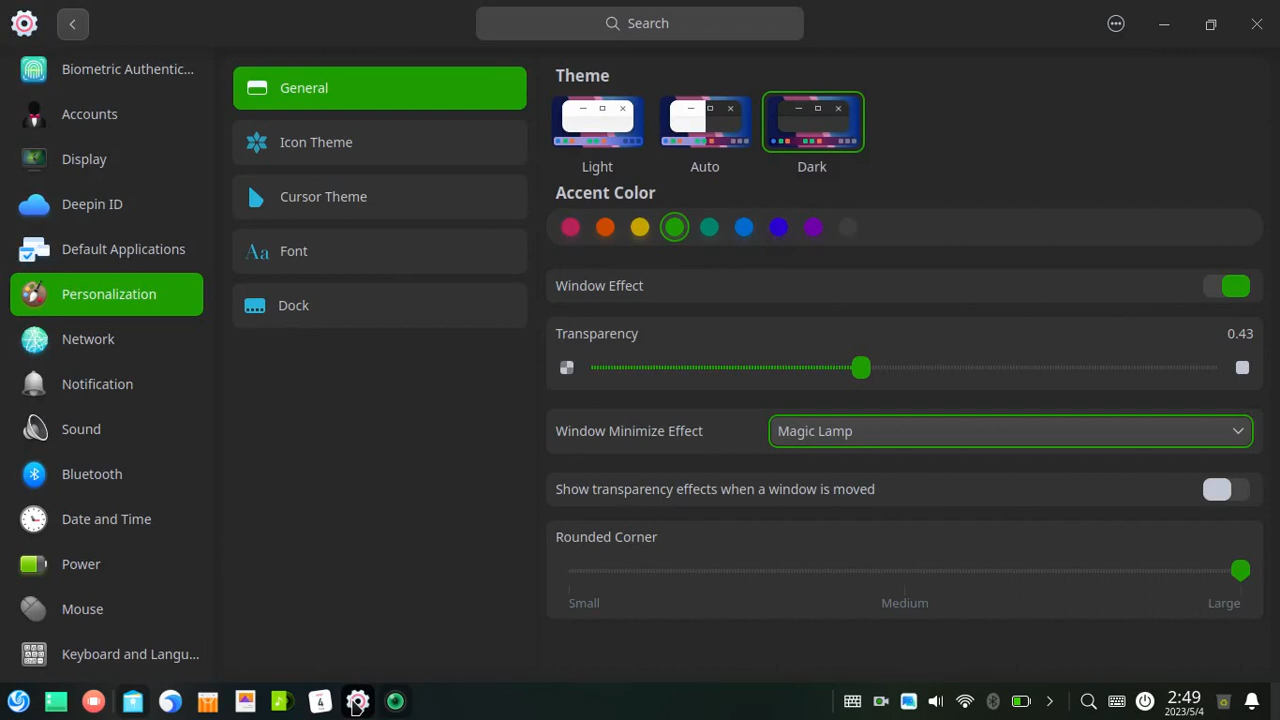 Search
Biometric Authentic...
Accounts
Display
Deepin ID
Default Applications
Personalization
Network
Notification
Sound
Bluetooth
Date and Time
Power
Mouse
Keyboard and Langu...
General
Icon Theme
Cursor Theme
Aa Font
Dock
Theme
Light
Auto
Dark
Accent Color
Window Effect
Transparency
0.43
Window Minimize Effect
Magic Lamp
Show transparency effects when a window is moved
Rounded Corner
Small
Medium
Large
4
2:49
2023/5/4